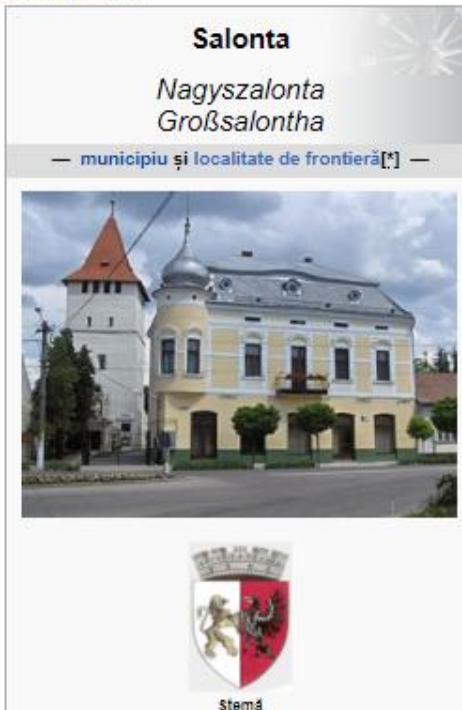 Salonta
Nagyszalonta
Großsalontha
— municipiu și localitate de frontieră[*] —
Stemă